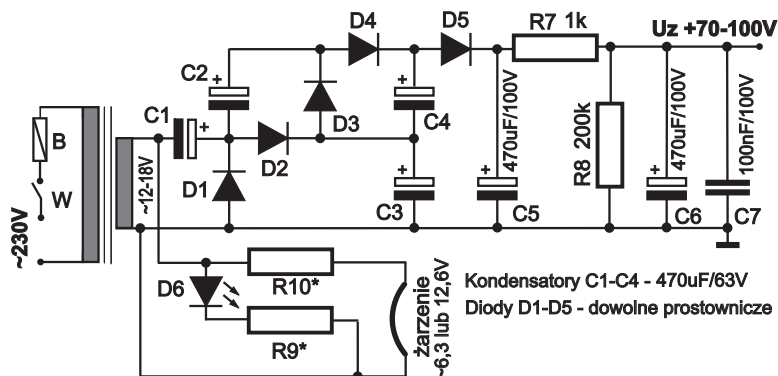 D4
D5
R7 1k
Uz +70-100V
C2
+
C1
+
D3
+
C4
+
470uF/100V
R8 200k
+
470uF/100V
100nF/100V
B
W
~230V
~12-18V
D1
D2
+
C3
C5
C6
C7
D6
R10*
R9*
żarzenie
~6,3 lub 12,6V
Kondensatory C1-C4 - 470uF/63V
Diody D1-D5 - dowolne prostownicze